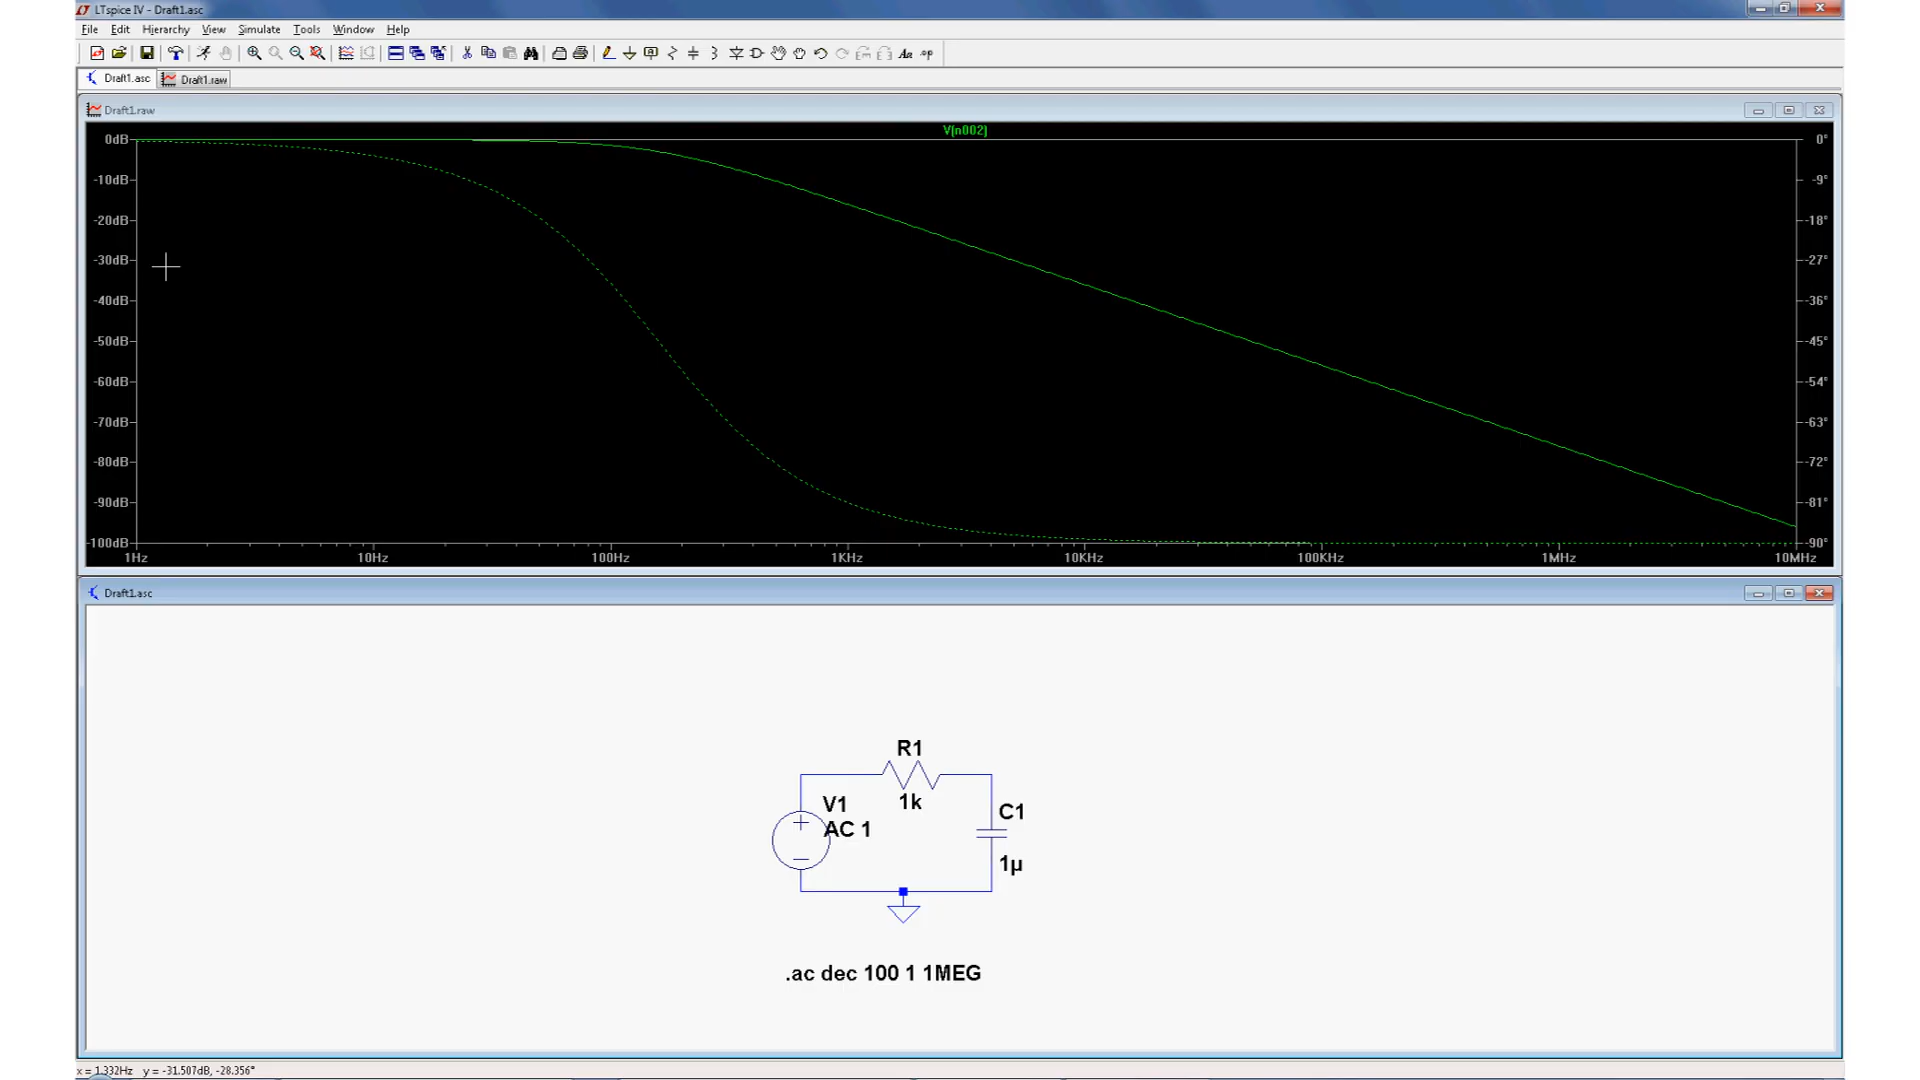 LTspice IV - Draft1.asc
File Edit Hierarchy View Simulate Tools Window Help
Aa .op
Draft1.asc Draft1.raw
Draft1.raw
V(n002)
0dB 0°
-10dB -9°
-20dB -18°
-30dB -27°
-40dB -36°
-50dB -45°
-60dB -54°
-70dB -63°
-80dB -72°
-90dB -81°
-100dB -90°
1Hz 10Hz 100Hz 1KHz 10KHz 100KHz 1MHz 10MHz
Draft1.asc
R1
1k
V1
AC 1
C1
1µ
.ac dec 100 1 1MEG
x = 1.332Hz y = -31.507dB, -28.356°